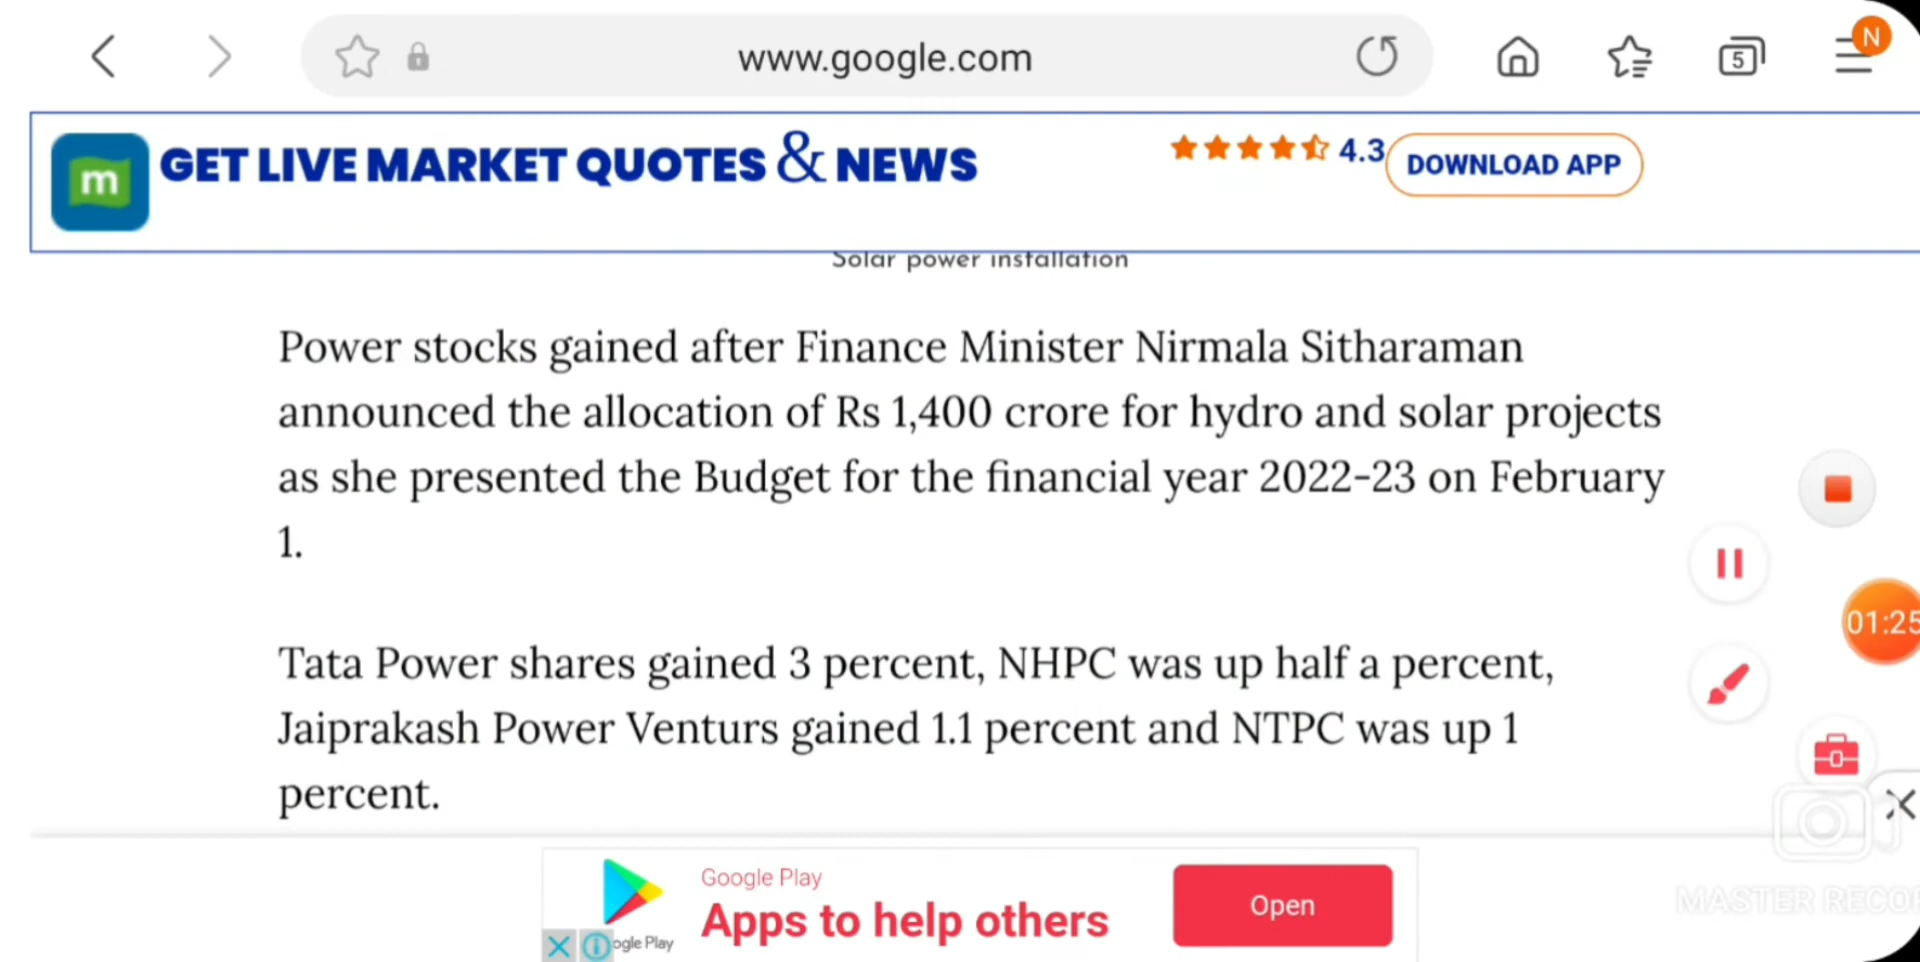 www.google.com
5
N
m
GET LIVE MARKET QUOTES & NEWS
4.3
DOWNLOAD APP
Solar power installation
Power stocks gained after Finance Minister Nirmala Sitharaman
announced the allocation of Rs 1,400 crore for hydro and solar projects
as she presented the Budget for the financial year 2022-23 on February
1.
01:25
Tata Power shares gained 3 percent, NHPC was up half a percent,
Jaiprakash Power Venturs gained 1.1 percent and NTPC was up 1
percent.
Google Play
Apps to help others
Open
ogle Play
MASTER RECO